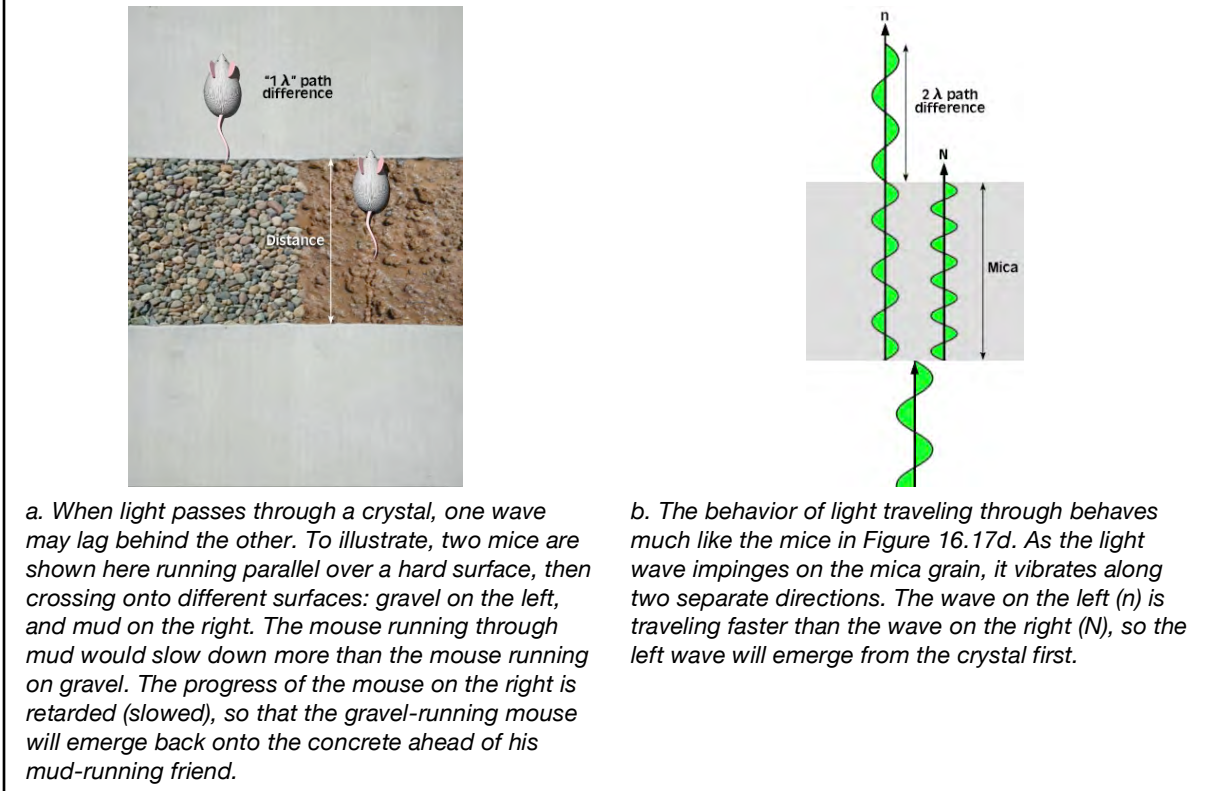 "1 λ" path
difference
Distance
n
2 λ path
difference
N
Mica
a. When light passes through a crystal, one wave
may lag behind the other. To illustrate, two mice are
shown here running parallel over a hard surface, then
crossing onto different surfaces: gravel on the left,
and mud on the right. The mouse running through
mud would slow down more than the mouse running
on gravel. The progress of the mouse on the right is
retarded (slowed), so that the gravel-running mouse
will emerge back onto the concrete ahead of his
mud-running friend.
b. The behavior of light traveling through behaves
much like the mice in Figure 16.17d. As the light
wave impinges on the mica grain, it vibrates along
two separate directions. The wave on the left (n) is
traveling faster than the wave on the right (N), so the
left wave will emerge from the crystal first.